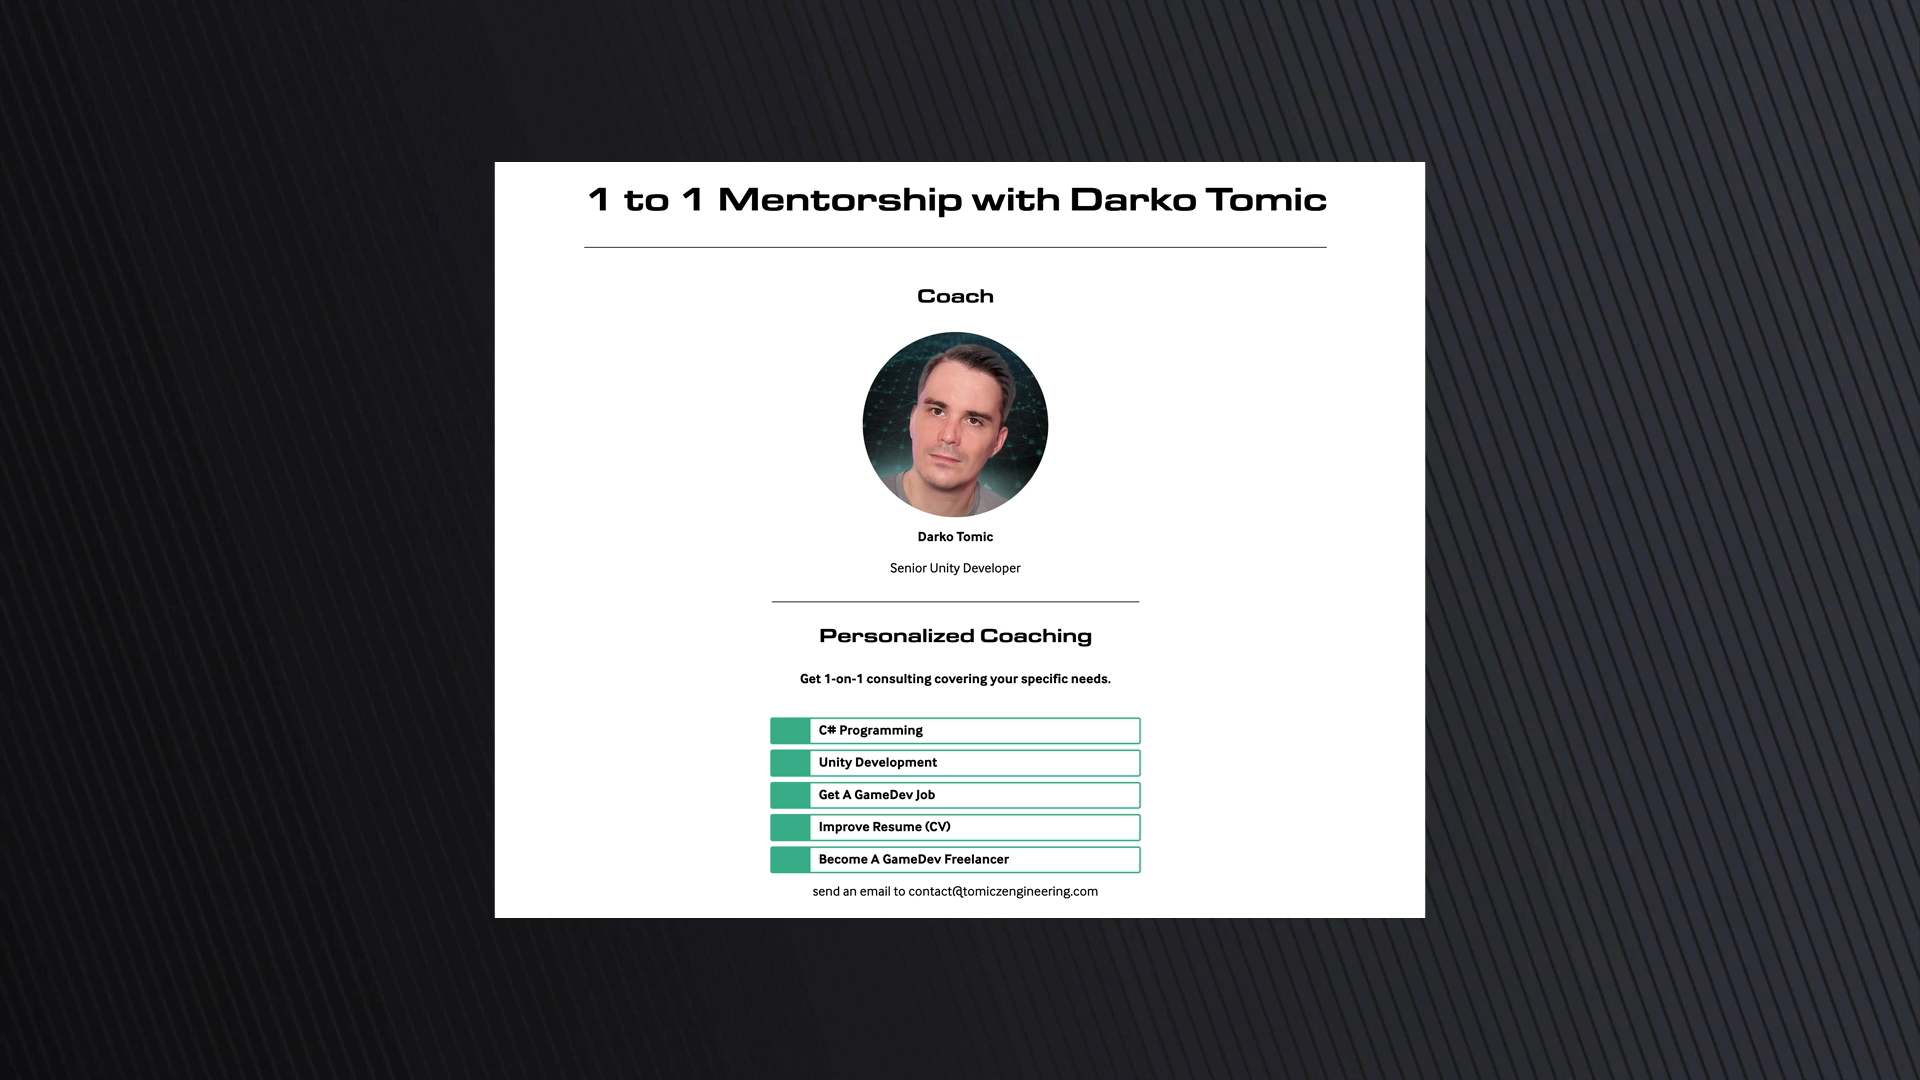 1 to 1 Mentorship with Darko Tomic
Coach
Darko Tomic
Senior Unity Developer
Personalized Coaching
Get 1-on-1 consulting covering your specific needs.
C# Programming
Unity Development
Get A GameDev Job
Improve Resume (CV)
Become A GameDev Freelancer
send an email to contact@tomiczengineering.com